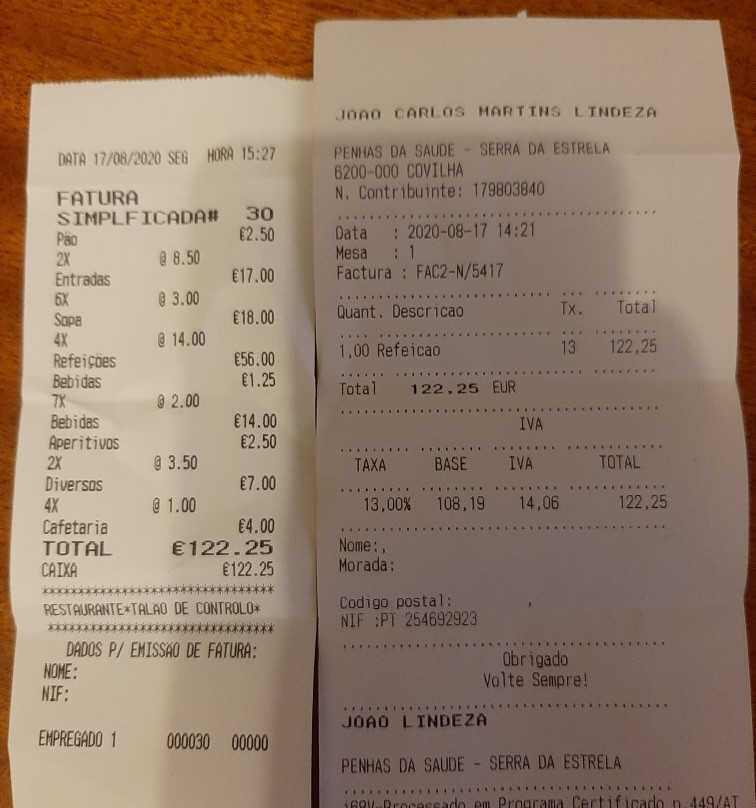 DATA 17/08/2020 SEG HORA 15:27
FATURA
SIMPLFICADA# 30
Pão €2.50
2X @ 8.50
Entradas €17.00
6X @ 3.00
Sopa €18.00
4X @ 14.00
Refeições €56.00
Bebidas €1.25
7X @ 2.00
Bebidas €14.00
Aperitivos €2.50
2X @ 3.50
Diversos €7.00
4X @ 1.00
Cafetaria €4.00
TOTAL €122.25
CAIXA €122.25
********************************
RESTAURANTE*TALAO DE CONTROLO*
********************************
DADOS P/ EMISSAO DE FATURA:
NOME:
NIF:
EMPREGADO 1 000030 00000
JOAO CARLOS MARTINS LINDEZA
PENHAS DA SAUDE - SERRA DA ESTRELA
6200-000 COVILHA
N. Contribuinte: 179803840
Data : 2020-08-17 14:21
Mesa : 1
Factura : FAC2-N/5417
Quant. Descricao Tx. Total
1,00 Refeicao 13 122,25
Total 122,25 EUR
IVA
TAXA BASE IVA TOTAL
13,00% 108,19 14,06 122,25
Nome:,
Morada:
Codigo postal: ,
NIF :PT 254692923
Obrigado
Volte Sempre!
JOAO LINDEZA
PENHAS DA SAUDE - SERRA DA ESTRELA
i69V-Processado em Programa Certificado n.449/AT